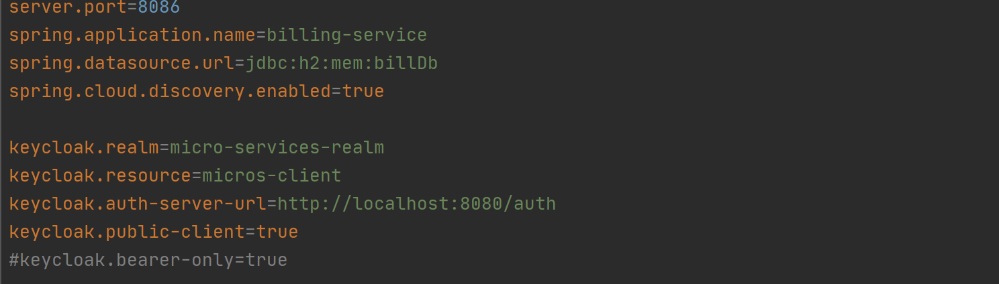 server.port=8086
spring.application.name=billing-service
spring.datasource.url=jdbc:h2:mem:billDb
spring.cloud.discovery.enabled=true
keycloak.realm=micro-services-realm
keycloak.resource=micros-client
keycloak.auth-server-url=http://localhost:8080/auth
keycloak.public-client=true
#keycloak.bearer-only=true